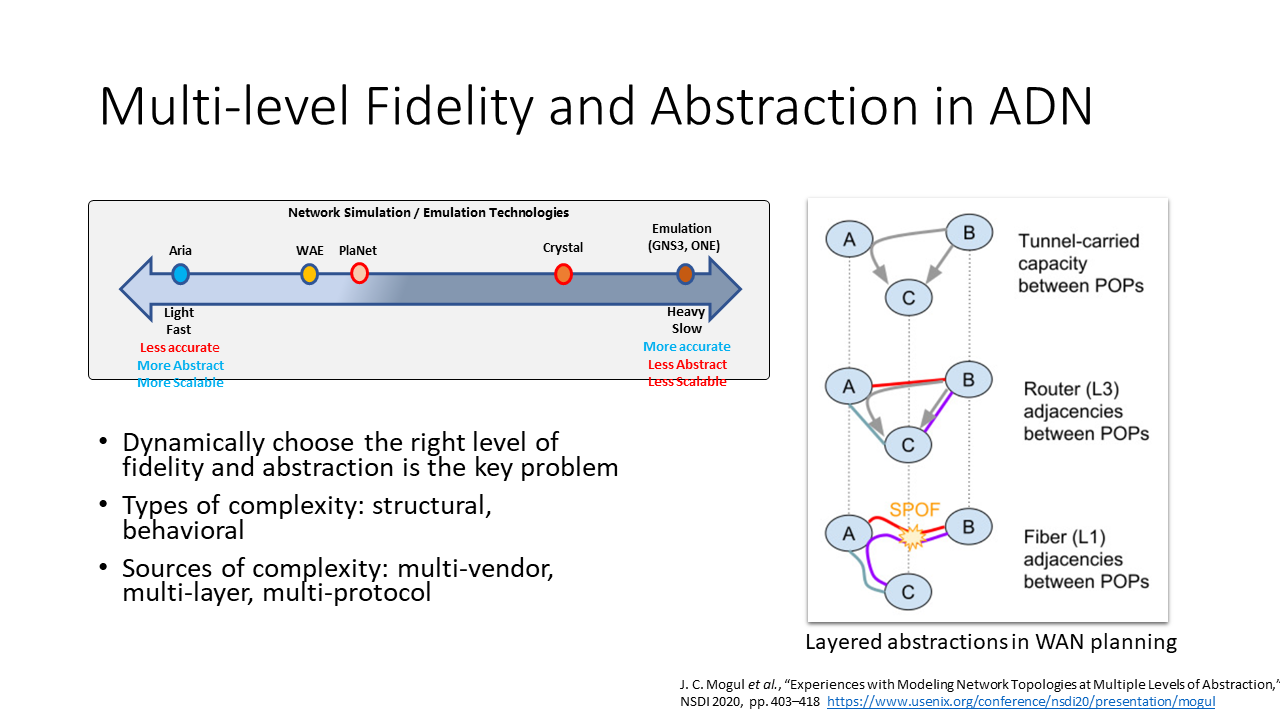 Multi-level Fidelity and Abstraction in ADN
Network Simulation / Emulation Technologies
Aria
WAE
PlaNet
Crystal
Emulation
(GNS3, ONE)
Light
Fast
Less accurate
More Abstract
More Scalable
Heavy
Slow
More accurate
Less Abstract
Less Scalable
• Dynamically choose the right level of
fidelity and abstraction is the key problem
• Types of complexity: structural,
behavioral
• Sources of complexity: multi-vendor,
multi-layer, multi-protocol
A
B
C
Tunnel-carried
capacity
between POPs
A
B
C
Router (L3)
adjacencies
between POPs
SPOF
A
B
C
Fiber (L1)
adjacencies
between POPs
Layered abstractions in WAN planning
J. C. Mogul et al., “Experiences with Modeling Network Topologies at Multiple Levels of Abstraction,”
NSDI 2020, pp. 403–418 https://www.usenix.org/conference/nsdi20/presentation/mogul